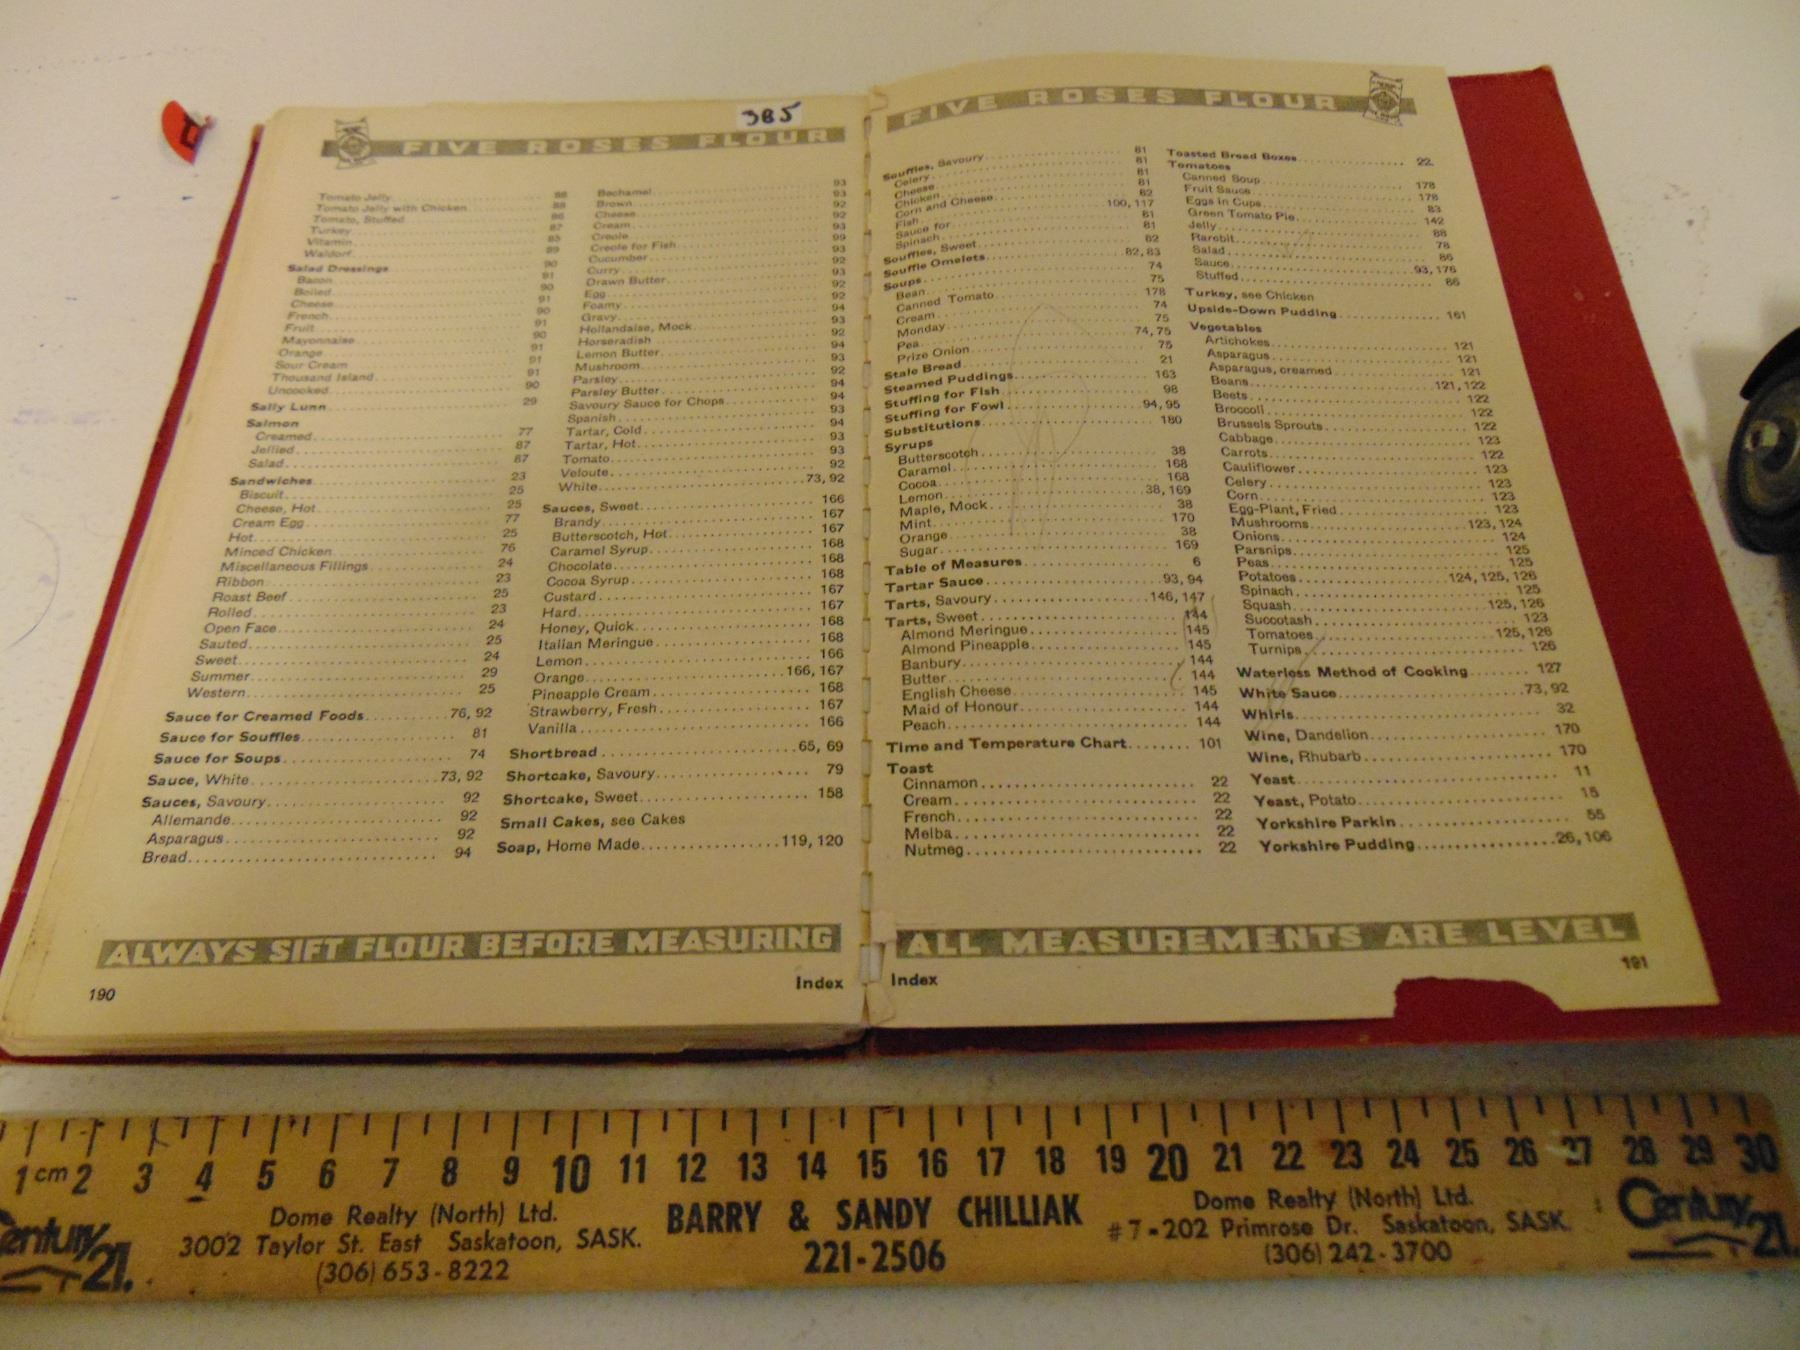 385
FIVE ROSES FLOUR
Tomato Jelly 88
Tomato Jelly with Chicken 88
Tomato, Stuffed 86
Turkey 87
Vitamin 85
Waldorf 89
Salad Dressings 90
Bacon 91
Boiled 90
Cheese 91
French 90
Fruit 91
Mayonnaise 90
Orange 91
Sour Cream 91
Thousand Island 91
Uncooked 90
Sally Lunn 29
Salmon
Creamed 77
Jellied 87
Salad 87
Sandwiches 23
Biscuit 25
Cheese, Hot 25
Cream Egg 77
Hot 25
Minced Chicken 76
Miscellaneous Fillings 24
Ribbon 23
Roast Beef 25
Rolled 23
Open Face 24
Sauted 25
Sweet 24
Summer 29
Western 25
Sauce for Creamed Foods 76, 92
Sauce for Souffles 81
Sauce for Soups 74
Sauce, White 73, 92
Sauces, Savoury 92
Allemande 92
Asparagus 92
Bread 94
Bechamel 93
Brown 93
Cheese 92
Cream 92
Creole 93
Creole for Fish 99
Cucumber 93
Curry 92
Drawn Butter 93
Egg 92
Foamy 92
Gravy 94
Hollandaise, Mock 93
Horseradish 92
Lemon Butter 94
Mushroom 93
Parsley 92
Parsley Butter 94
Savoury Sauce for Chops 94
Spanish 93
Tartar, Cold 94
Tartar, Hot 93
Tomato 93
Veloute 92
White 73, 92
Sauces, Sweet 166
Brandy 167
Butterscotch, Hot 167
Caramel Syrup 168
Chocolate 168
Cocoa Syrup 168
Custard 167
Hard 167
Honey, Quick 168
Italian Meringue 168
Lemon 166
Orange 166, 167
Pineapple Cream 168
Strawberry, Fresh 167
Vanilla 166
Shortbread 65, 69
Shortcake, Savoury 79
Shortcake, Sweet 158
Small Cakes, see Cakes
Soap, Home Made 119, 120
ALWAYS SIFT FLOUR BEFORE MEASURING
190
Index
FIVE ROSES FLOUR
Souffles, Savoury 81
Celery 81
Cheese 81
Chicken 81
Corn and Cheese 82
Fish 100, 117
Sauce for 81
Spinach 81
Souffles, Sweet 82
Souffle Omelets 82, 83
Soups 74
Bean 75
Canned Tomato 178
Cream 74
Monday 75
Pea 74, 75
Prize Onion 75
Stale Bread 21
Steamed Puddings 163
Stuffing for Fish 98
Stuffing for Fowl 94, 95
Substitutions 180
Syrups
Butterscotch 38
Caramel 168
Cocoa 168
Lemon 38, 169
Maple, Mock 38
Mint 170
Orange 38
Sugar 169
Table of Measures 6
Tartar Sauce 93, 94
Tarts, Savoury 146, 147
Tarts, Sweet 144
Almond Meringue 145
Almond Pineapple 145
Banbury 144
Butter 144
English Cheese 145
Maid of Honour 144
Peach 144
Time and Temperature Chart 101
Toast
Cinnamon 22
Cream 22
French 22
Melba 22
Nutmeg 22
Toasted Bread Boxes 22
Tomatoes
Canned Soup 178
Fruit Sauce 178
Eggs in Cups 83
Green Tomato Pie 142
Jelly 88
Rarebit 78
Salad 86
Sauce 93, 176
Stuffed 86
Turkey, see Chicken
Upside-Down Pudding 161
Vegetables
Artichokes 121
Asparagus 121
Asparagus, creamed 121
Beans 121, 122
Beets 122
Broccoli 122
Brussels Sprouts 122
Cabbage 123
Carrots 122
Cauliflower 123
Celery 123
Corn 123
Egg-Plant, Fried 123
Mushrooms 123, 124
Onions 124
Parsnips 125
Peas 125
Potatoes 124, 125, 126
Spinach 125
Squash 125, 126
Succotash 123
Tomatoes 125, 126
Turnips 126
Waterless Method of Cooking 127
White Sauce 73, 92
Whirls 32
Wine, Dandelion 170
Wine, Rhubarb 170
Yeast 11
Yeast, Potato 15
Yorkshire Parkin 55
Yorkshire Pudding 26, 106
ALL MEASUREMENTS ARE LEVEL
Index
191
1 cm 2 3 4 5 6 7 8 9 10 11 12 13 14 15 16 17 18 19 20 21 22 23 24 25 26 27 28 29 30
Century 21.
Dome Realty (North) Ltd.
3002 Taylor St. East Saskatoon, SASK.
(306) 653-8222
BARRY & SANDY CHILLIAK
221-2506
Dome Realty (North) Ltd.
#7-202 Primrose Dr. Saskatoon, SASK.
(306) 242-3700
Century 21.